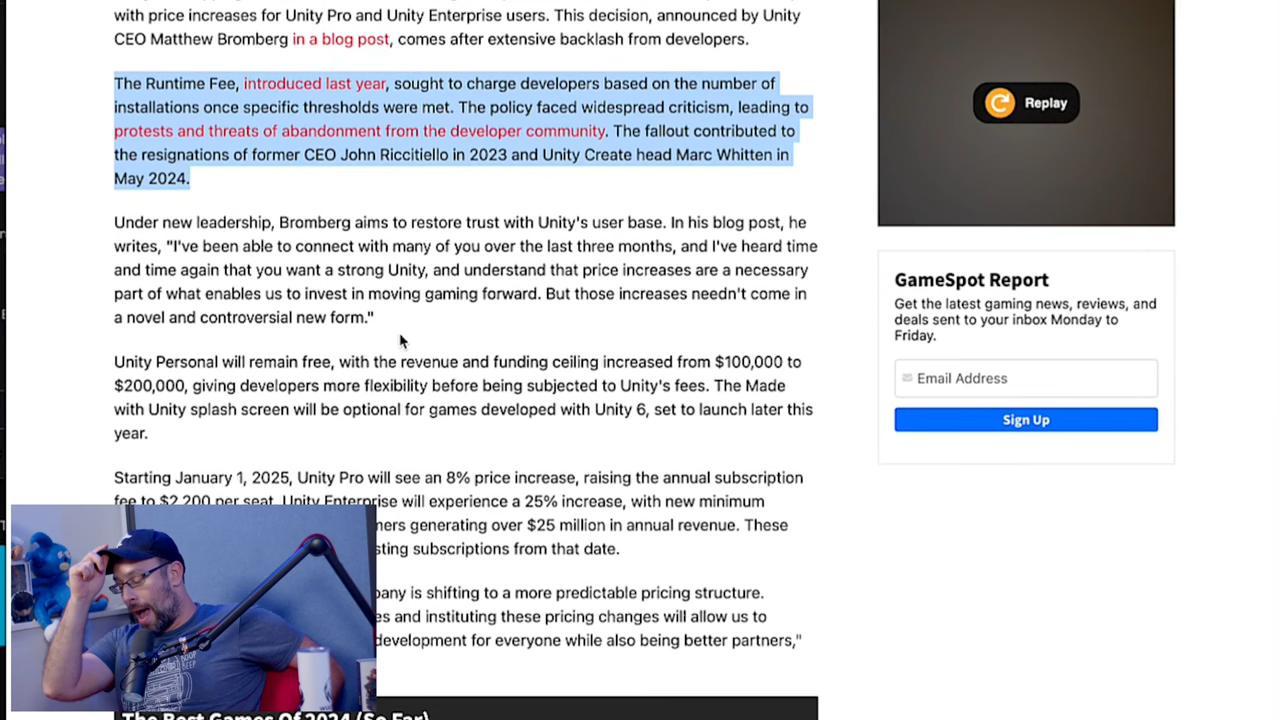 with price increases for Unity Pro and Unity Enterprise users. This decision, announced by Unity
CEO Matthew Bromberg in a blog post, comes after extensive backlash from developers.
The Runtime Fee, introduced last year, sought to charge developers based on the number of
installations once specific thresholds were met. The policy faced widespread criticism, leading to
protests and threats of abandonment from the developer community. The fallout contributed to
the resignations of former CEO John Riccitiello in 2023 and Unity Create head Marc Whitten in
May 2024.
Under new leadership, Bromberg aims to restore trust with Unity's user base. In his blog post, he
writes, "I've been able to connect with many of you over the last three months, and I've heard time
and time again that you want a strong Unity, and understand that price increases are a necessary
part of what enables us to invest in moving gaming forward. But those increases needn't come in
a novel and controversial new form."
Unity Personal will remain free, with the revenue and funding ceiling increased from $100,000 to
$200,000, giving developers more flexibility before being subjected to Unity's fees. The Made
with Unity splash screen will be optional for games developed with Unity 6, set to launch later this
year.
Starting January 1, 2025, Unity Pro will see an 8% price increase, raising the annual subscription
fee to $2,200 per seat. Unity Enterprise will experience a 25% increase, with new minimum
mers generating over $25 million in annual revenue. These
sting subscriptions from that date.
pany is shifting to a more predictable pricing structure.
es and instituting these pricing changes will allow us to
development for everyone while also being better partners,"
The Best Games Of 2024 (So Far)
Replay
GameSpot Report
Get the latest gaming news, reviews, and
deals sent to your inbox Monday to
Friday.
Email Address
Sign Up